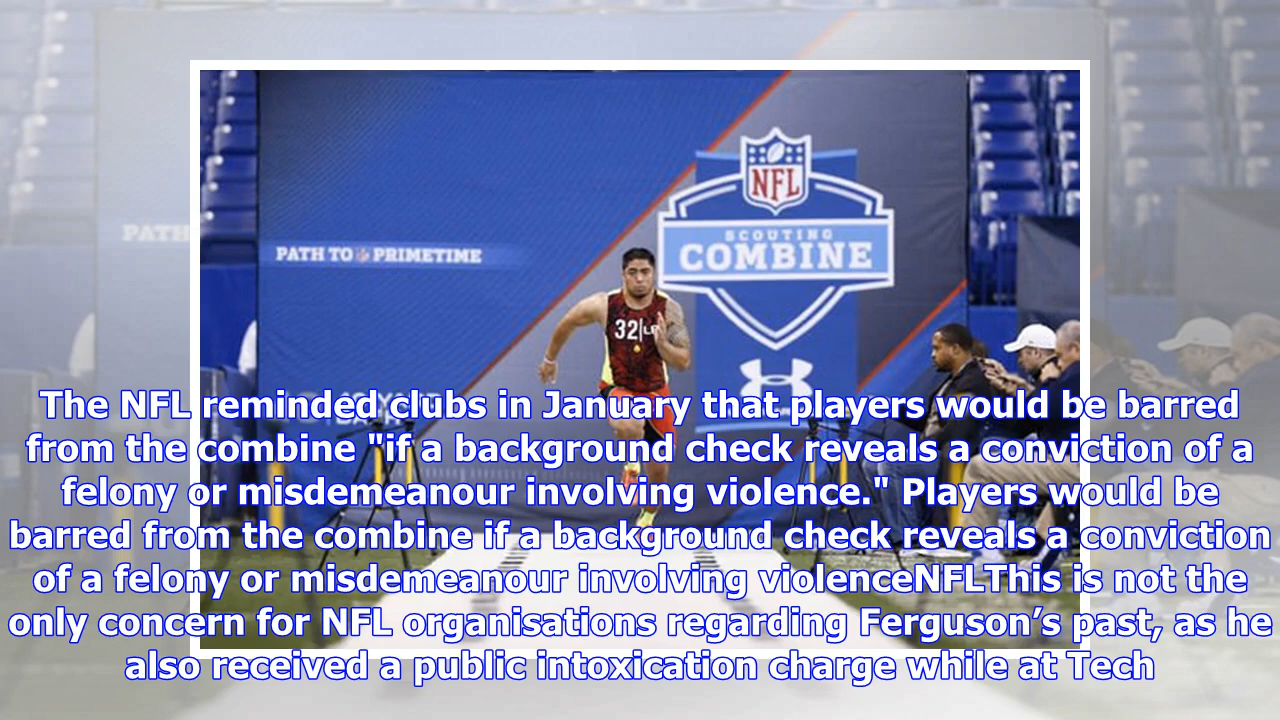 NFL
SCOUTING
COMBINE
PATH TO PRIMETIME
PATH
32 LB
The NFL reminded clubs in January that players would be barred
from the combine "if a background check reveals a conviction of a
felony or misdemeanour involving violence." Players would be
barred from the combine if a background check reveals a conviction
of a felony or misdemeanour involving violenceNFLThis is not the
only concern for NFL organisations regarding Ferguson’s past, as he
also received a public intoxication charge while at Tech